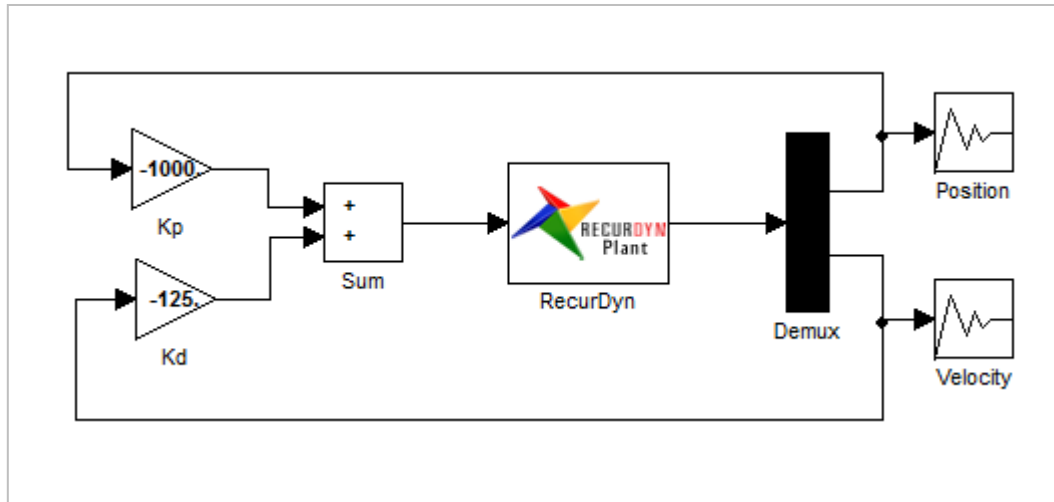 -1000.
Kp
-125.
Kd
+
+
Sum
RECURDYN
Plant
RecurDyn
Demux
Position
Velocity